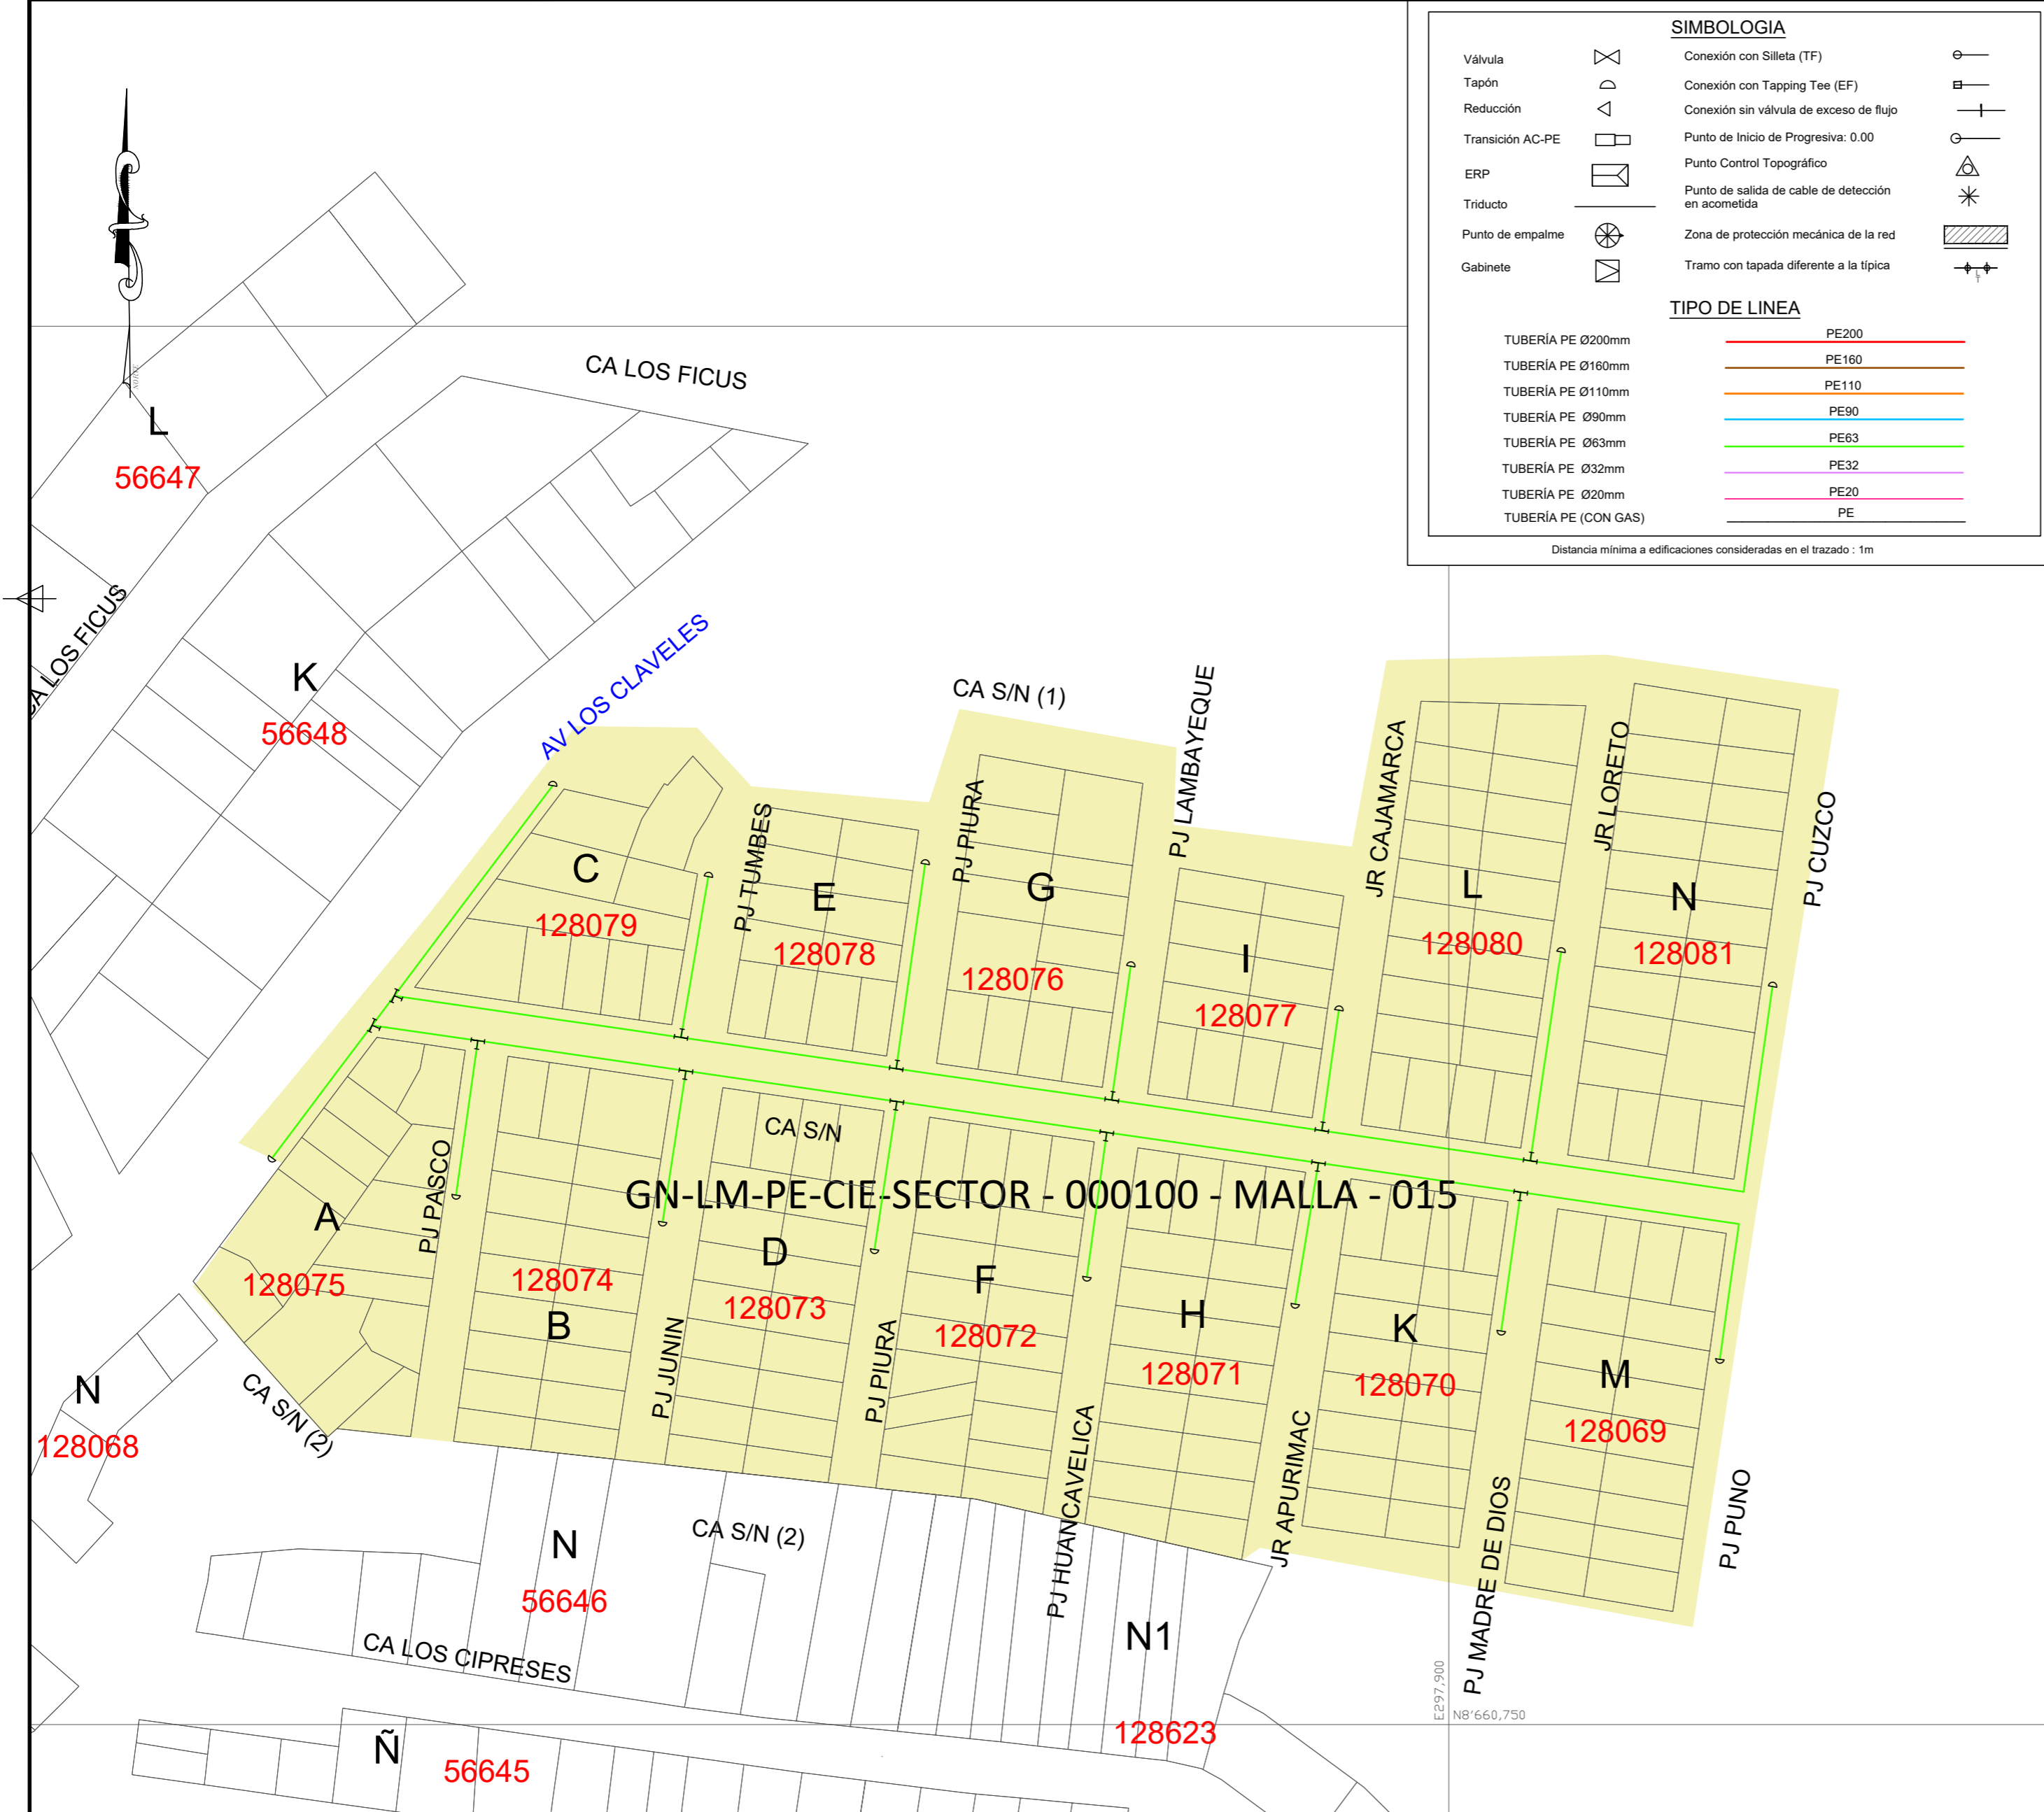 SIMBOLOGIA
Válvula
Conexión con Silleta (TF)
Tapón
Conexión con Tapping Tee (EF)
Reducción
Conexión sin válvula de exceso de flujo
Transición AC-PE
Punto de Inicio de Progresiva: 0.00
ERP
Punto Control Topográfico
Triducto
Punto de salida de cable de detección
en acometida
Punto de empalme
Zona de protección mecánica de la red
Gabinete
Tramo con tapada diferente a la típica
TIPO DE LINEA
TUBERÍA PE Ø200mm
PE200
TUBERÍA PE Ø160mm
PE160
TUBERÍA PE Ø110mm
PE110
TUBERÍA PE Ø90mm
PE90
TUBERÍA PE Ø63mm
PE63
TUBERÍA PE Ø32mm
PE32
TUBERÍA PE Ø20mm
PE20
TUBERÍA PE (CON GAS)
PE
Distancia mínima a edificaciones consideradas en el trazado : 1m
NORTE
CA LOS FICUS
L
56647
CA LOS FICUS
K
56648
AV LOS CLAVELES
CA S/N (1)
PJ LAMBAYEQUE
JR CAJAMARCA
JR LORETO
PJ CUZCO
PJ TUMBES
PJ PIURA
C
128079
E
128078
G
128076
I
128077
L
128080
N
128081
CA S/N
GN-LM-PE-CIE-SECTOR - 000100 - MALLA - 015
PJ PASCO
A
128075
128074
B
D
128073
F
128072
H
128071
K
128070
M
128069
PJ JUNIN
PJ PIURA
PJ HUANCAVELICA
JR APURIMAC
PJ MADRE DE DIOS
PJ PUNO
N
128068
CA S/N (2)
N
56646
CA S/N (2)
N1
128623
CA LOS CIPRESES
Ñ
56645
E297,900
N8'660,750